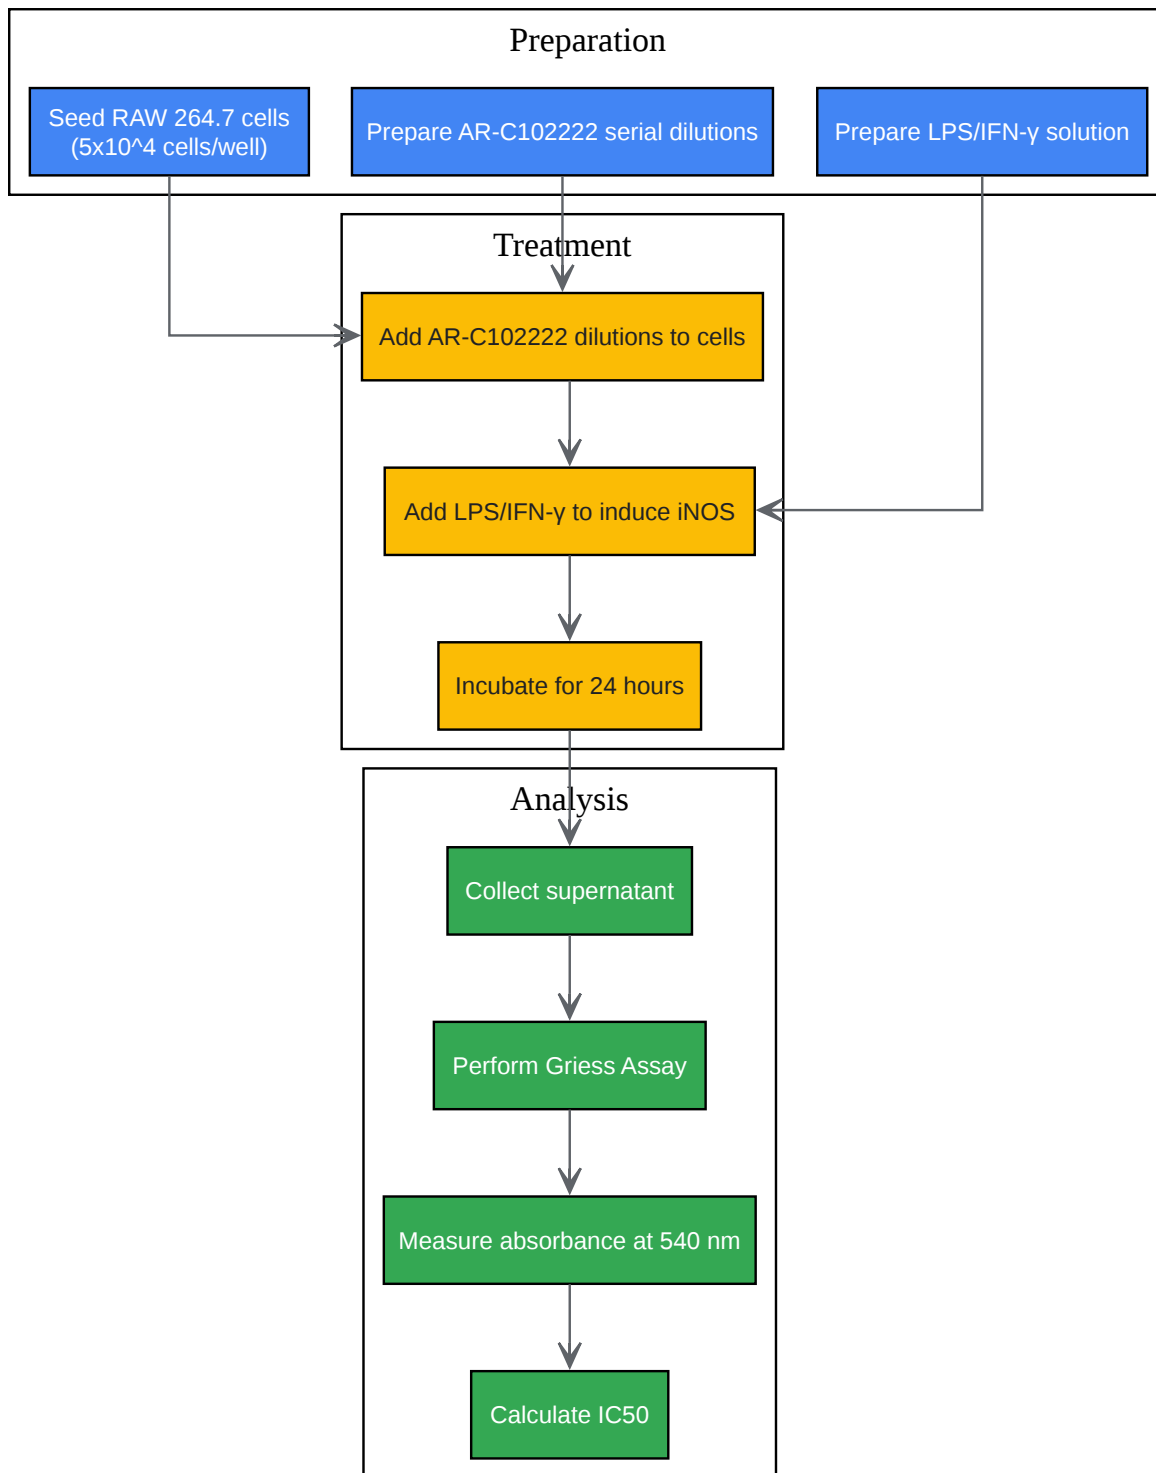 Preparation
Seed RAW 264.7 cells
(5x10^4 cells/well)
Prepare AR-C102222 serial dilutions
Prepare LPS/IFN-γ solution
Treatment
Add AR-C102222 dilutions to cells
Add LPS/IFN-γ to induce iNOS
Incubate for 24 hours
Analysis
Collect supernatant
Perform Griess Assay
Measure absorbance at 540 nm
Calculate IC50